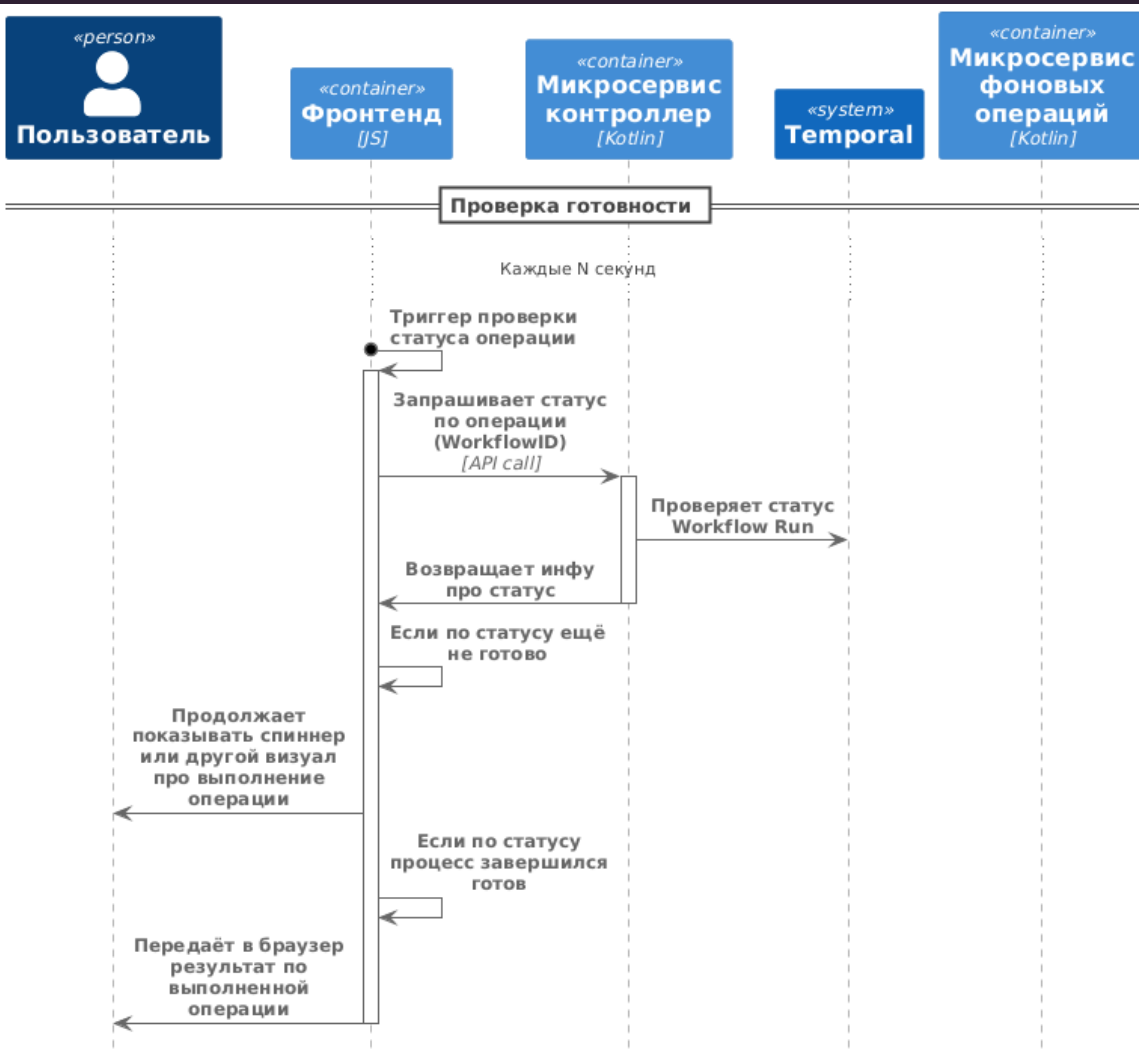 «person»
Пользователь
«container»
Фронтенд
[JS]
«container»
Микросервис
контроллер
[Kotlin]
«system»
Temporal
«container»
Микросервис
фоновых
операций
[Kotlin]
Проверка готовности
Каждые N секунд
Триггер проверки
статуса операции
Запрашивает статус
по операции
(WorkflowID)
[API call]
Проверяет статус
Workflow Run
Возвращает инфу
про статус
Если по статусу ещё
не готово
Продолжает
показывать спиннер
или другой визуал
про выполнение
операции
Если по статусу
процесс завершился
готов
Передаёт в браузер
результат по
выполненной
операции